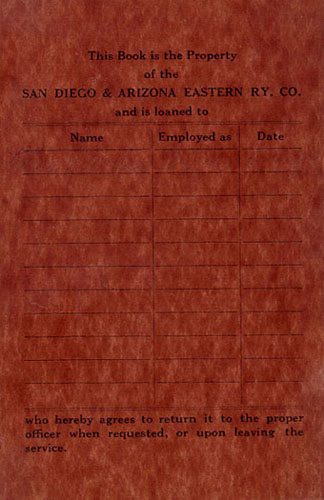 This Book is the Property
of the
SAN DIEGO & ARIZONA EASTERN RY. CO.
and is loaned to
Name Employed as Date
who hereby agrees to return it to the proper
officer when requested, or upon leaving the
service.